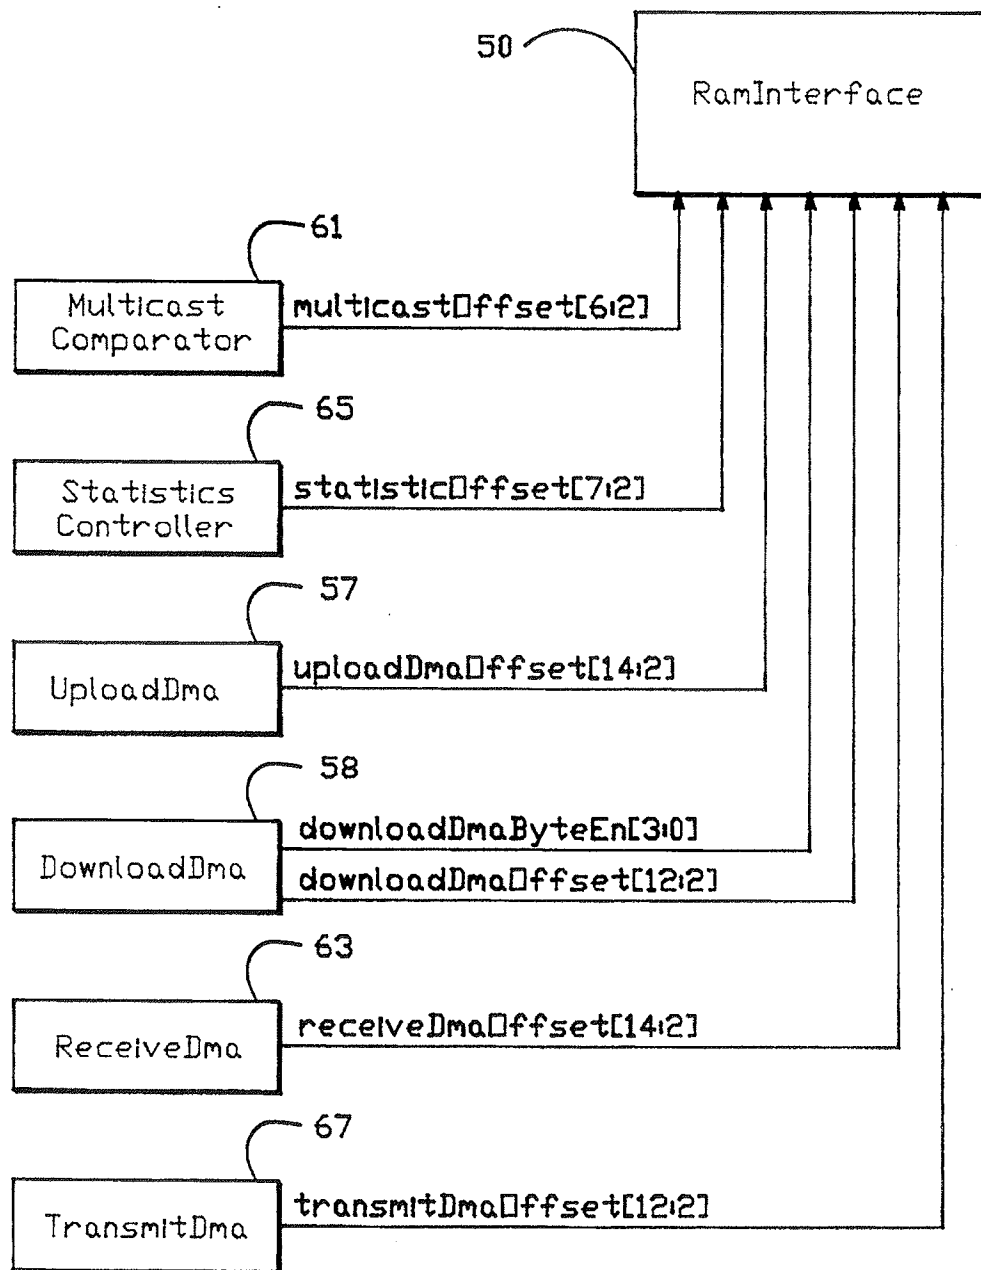 50
RamInterface
61
Multicast
Comparator
multicastOffset[6:2]
65
Statistics
Controller
statisticOffset[7:2]
57
UploadDma
uploadDmaOffset[14:2]
58
DownloadDma
downloadDmaByteEn[3:0]
downloadDmaOffset[12:2]
63
ReceiveDma
receiveDmaOffset[14:2]
67
TransmitDma
transmitDmaOffset[12:2]